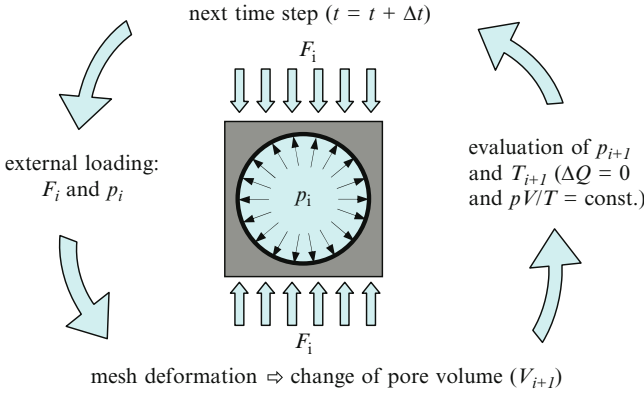 next time step (t = t + Δt)
F_i
external loading:
F_i and p_i
p_i
evaluation of p_{i+1}
and T_{i+1} (ΔQ = 0
and pV/T = const.)
F_i
mesh deformation ⇨ change of pore volume (V_{i+1})